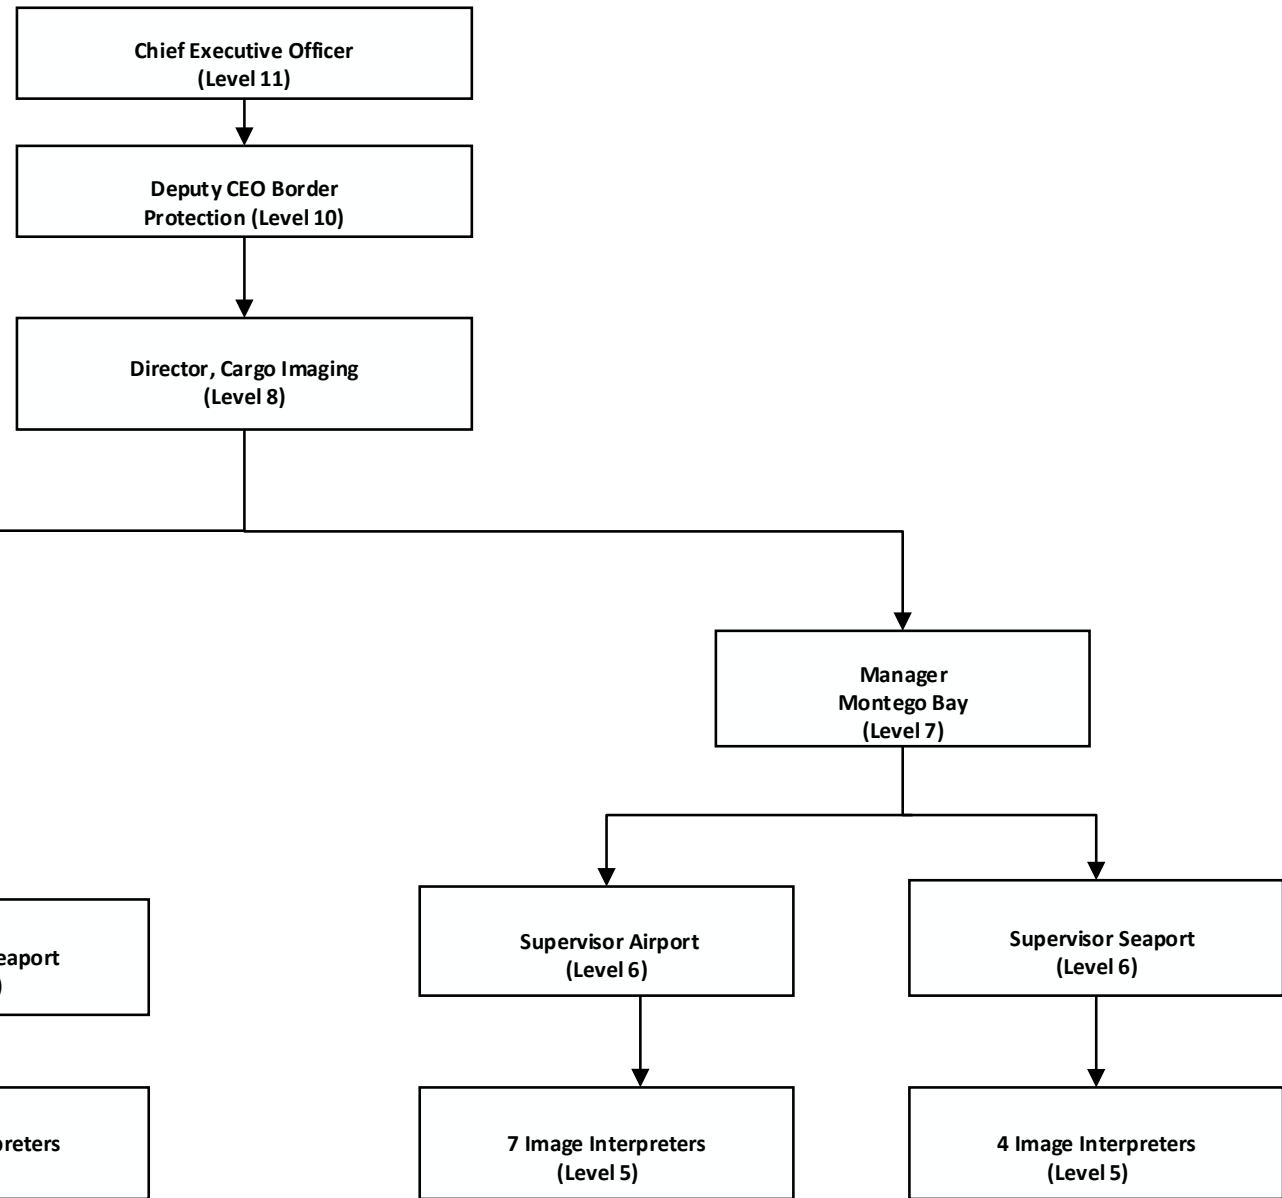 Chief Executive Officer
(Level 11)
Deputy CEO Border
Protection (Level 10)
Director, Cargo Imaging
(Level 8)
Manager
Montego Bay
(Level 7)
eaport
)
Supervisor Airport
(Level 6)
Supervisor Seaport
(Level 6)
preters
7 Image Interpreters
(Level 5)
4 Image Interpreters
(Level 5)